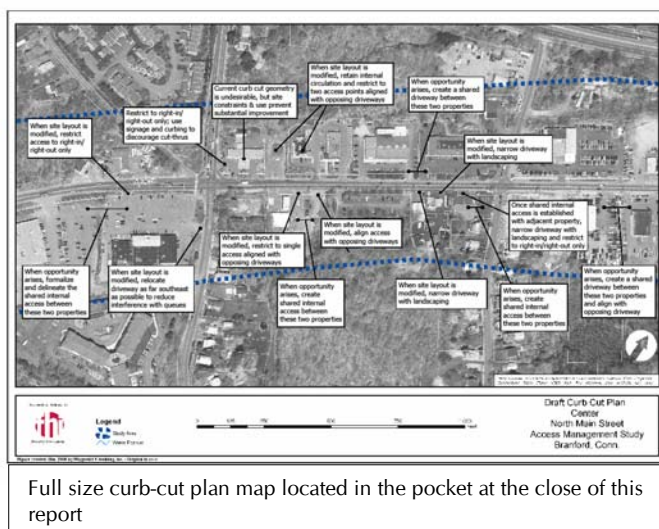 When site layout is
modified, restrict
access to right-in/
right-out only
Restrict to right-in/
right-out only; use
signage and curbing to
discourage cut-thrus
Current curb cut geometry
is undesirable, but site
constraints & use prevent
substantial improvement
When site layout is
modified, retain internal
circulation and restrict to
two access points aligned
with opposing driveways
When opportunity
arises, create a shared
driveway between
these two properties
When site layout is
modified, narrow driveway
with landscaping
When opportunity
arises, formalize and
delineate the shared
internal access between
these two properties
When site layout is
modified, relocate
driveway as far southeast
as possible to reduce
interference with queues
When site layout is
modified, restrict to single
access aligned with
opposing driveways
When opportunity
arises, create
shared internal
access between
these two properties
When site layout is
modified, align access
with opposing driveways
When site layout is
modified, narrow driveway
with landscaping
When opportunity
arises, create
shared internal
access between
these two properties
Once shared internal
access is established
with adjacent property,
narrow driveway with
landscaping and restrict
to right-in/right-out only
When opportunity
arises, create a shared
driveway between
these two properties
and align with
opposing driveway
Legend
Study Area
Draft Curb Cut Plan
Center
North Main Street
Access Management Study
Branford, Conn.
Full size curb-cut plan map located in the pocket at the close of this
report